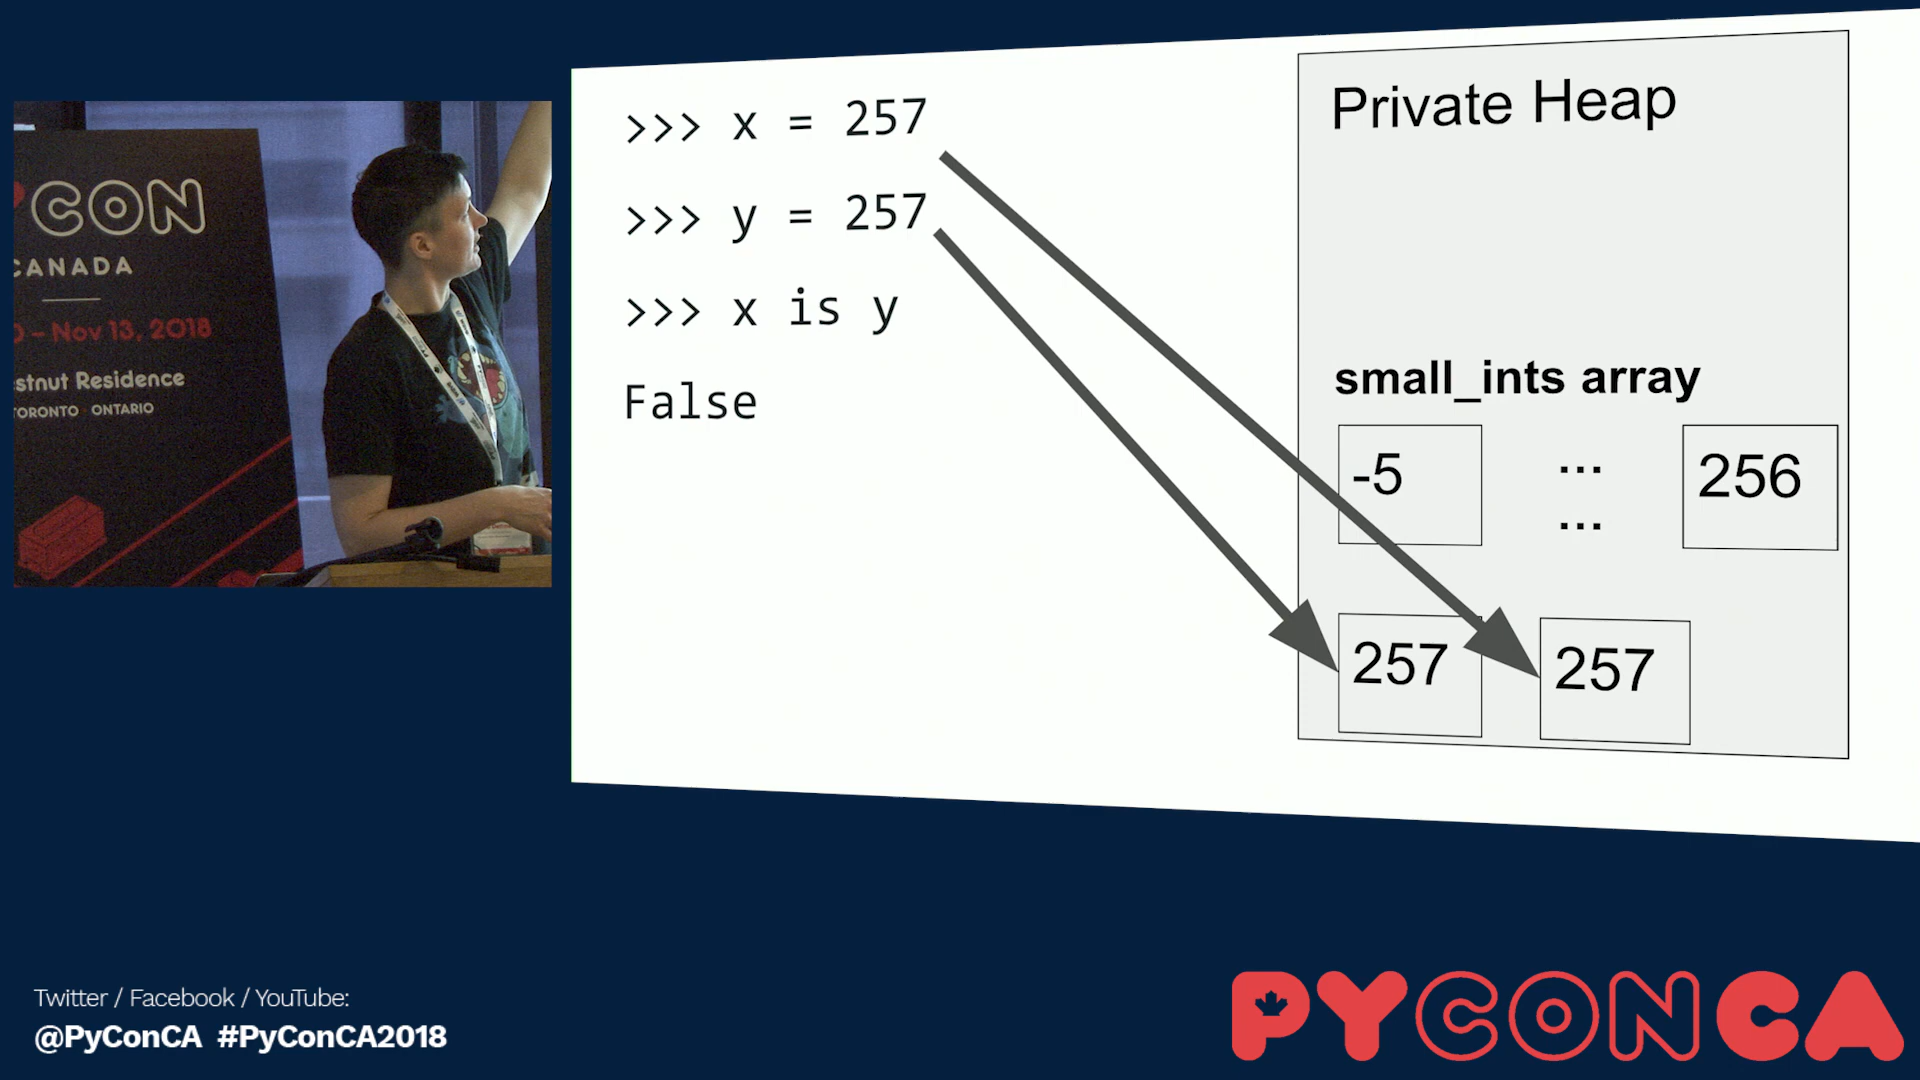 CON
CANADA
– Nov 13, 2018
stnut Residence
TORONTO ONTARIO
>>> x = 257
>>> y = 257
>>> x is y
False
Private Heap
small_ints array
-5
...
...
256
257
257
Twitter / Facebook / YouTube:
@PyConCA #PyConCA2018
PYCONCA